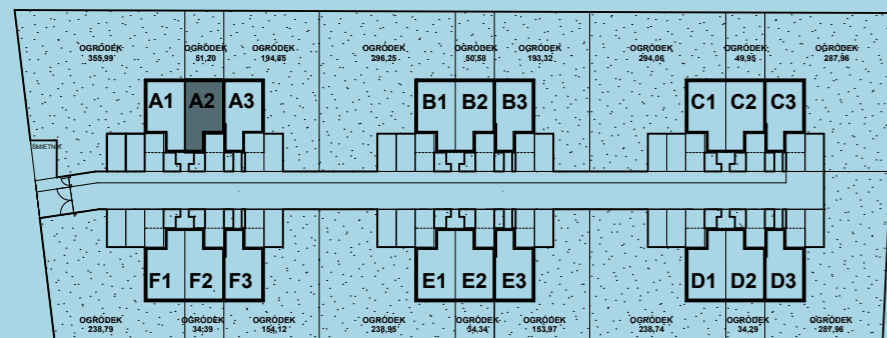 OGRÓDEK OGRÓDEK OGRÓDEK OGRÓDEK OGRÓDEK OGRÓDEK OGRÓDEK OGRÓDEK OGRÓDEK
355,99 51,20 194,85 296,25 50,58 193,32 294,06 49,95 287,96
A1 A2 A3 B1 B2 B3 C1 C2 C3
ŚMIETNIK
F1 F2 F3 E1 E2 E3 D1 D2 D3
OGRÓDEK OGRÓDEK OGRÓDEK OGRÓDEK OGRÓDEK OGRÓDEK OGRÓDEK OGRÓDEK OGRÓDEK
238,79 34,39 154,12 238,95 34,34 153,97 238,74 34,29 287,96